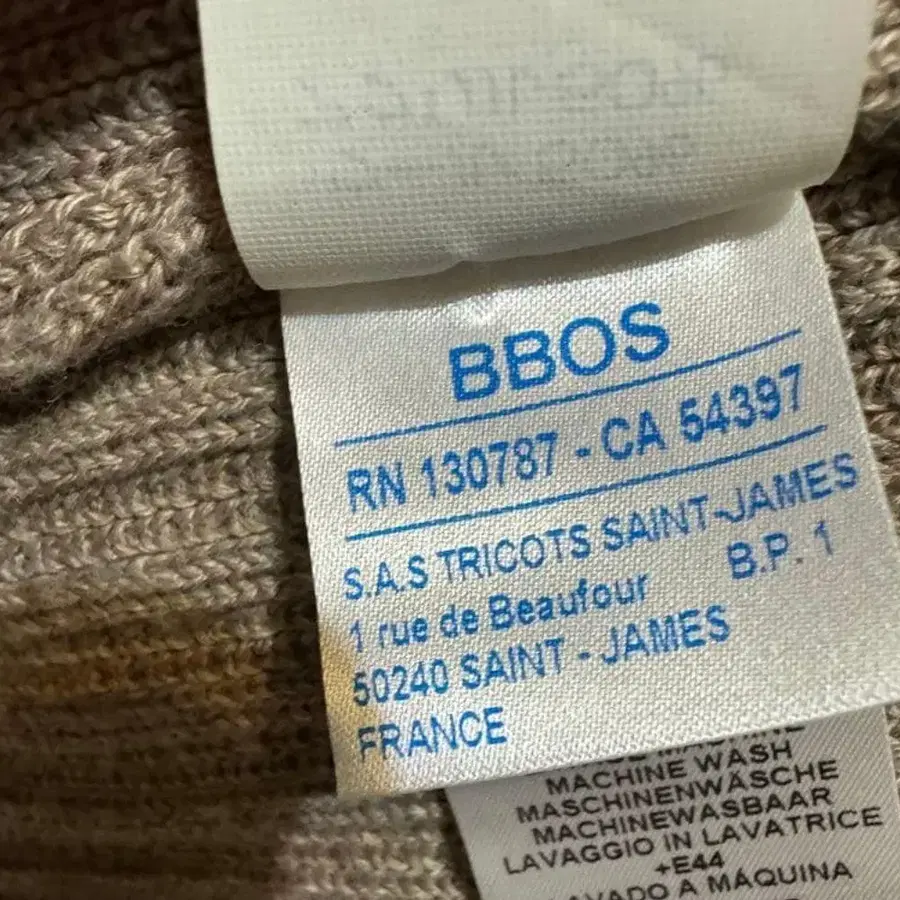 BBOS
RN 130787 - CA 54397
S.A.S TRICOTS SAINT-JAMES
1 rue de Beaufour B.P. 1
50240 SAINT - JAMES
FRANCE
MACHINE WASH
MASCHINENWÄSCHE
MACHINEWASBAAR
LAVAGGIO IN LAVATRICE
+E44
A MÁQUINA